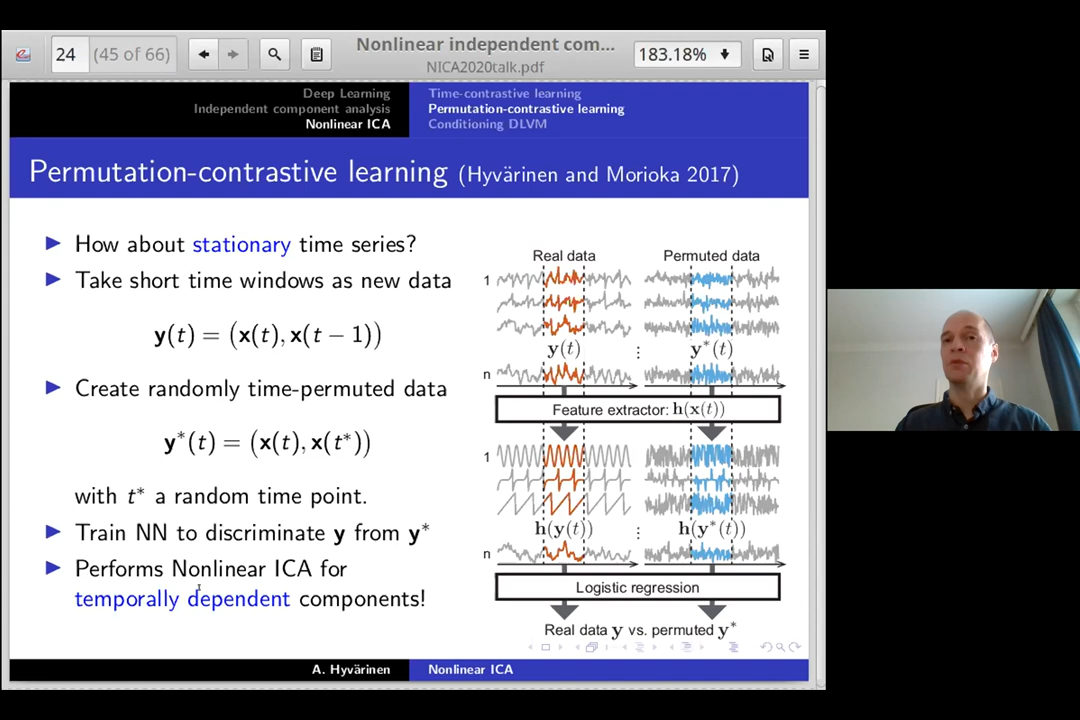 24 (45 of 66) Nonlinear independent com... 183.18%
NICA2020talk.pdf
Deep Learning
Independent component analysis
Nonlinear ICA
Time-contrastive learning
Permutation-contrastive learning
Conditioning DLVM
Permutation-contrastive learning (Hyvärinen and Morioka 2017)
How about stationary time series?
Take short time windows as new data
y(t) = (x(t), x(t − 1))
Create randomly time-permuted data
y*(t) = (x(t), x(t*))
with t* a random time point.
Train NN to discriminate y from y*
Performs Nonlinear ICA for
temporally dependent components!
Real data Permuted data
1
y(t) ⋮ y*(t)
n
Feature extractor: h(x(t))
1
h(y(t)) ⋮ h(y*(t))
n
Logistic regression
Real data y vs. permuted y*
A. Hyvärinen Nonlinear ICA